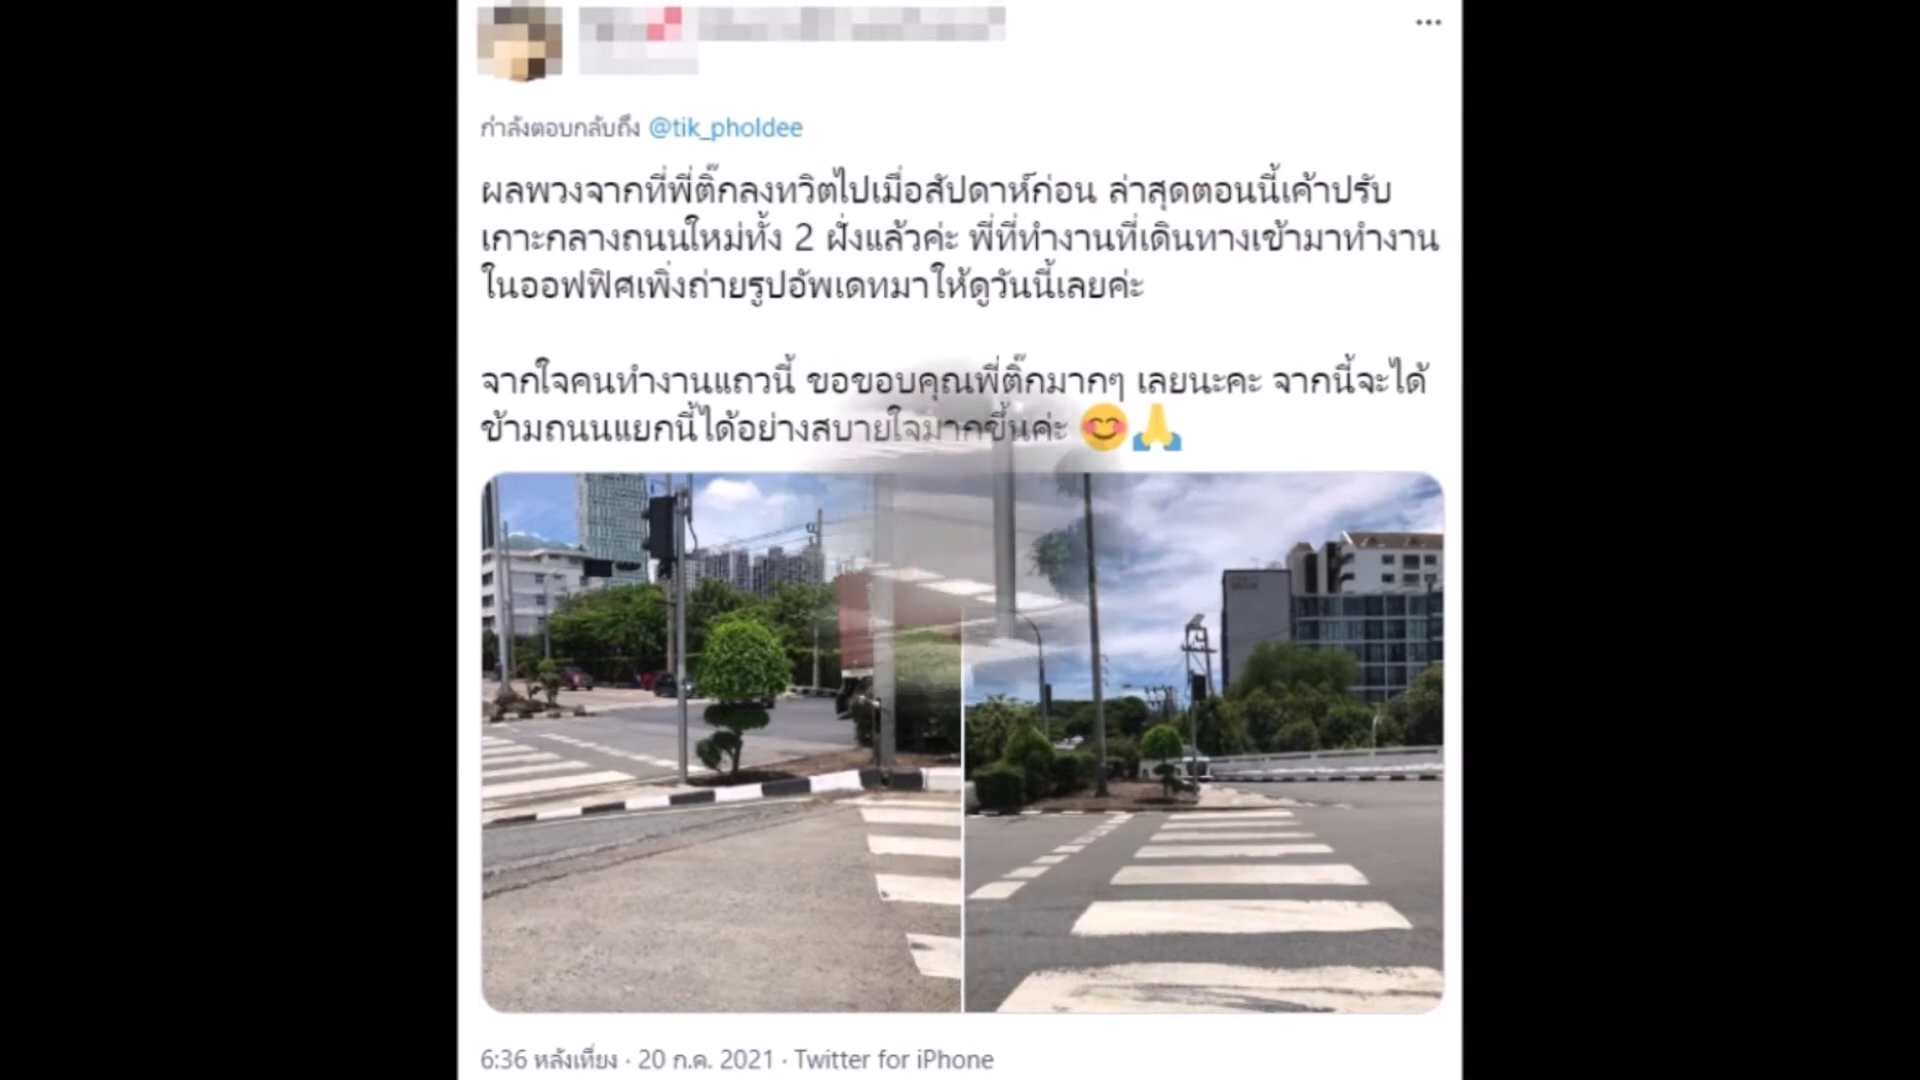 กำลังตอบกลับถึง @tik_pholdee
ผลพวงจากที่พี่ติ๊กลงทวิตไปเมื่อสัปดาห์ก่อน ล่าสุดตอนนี้เค้าปรับ
เกาะกลางถนนใหม่ทั้ง 2 ฝั่งแล้วค่ะ พี่ที่ทำงานที่เดินทางเข้ามาทำงาน
ในออฟฟิศเพิ่งถ่ายรูปอัพเดทมาให้ดูวันนี้เลยค่ะ
จากใจคนทำงานแถวนี้ ขอขอบคุณพี่ติ๊กมากๆ เลยนะคะ จากนี้จะได้
ข้ามถนนแยกนี้ได้อย่างสบายใจมากขึ้นค่ะ 😊🙏
6:36 หลังเที่ยง · 20 ก.ค. 2021 · Twitter for iPhone